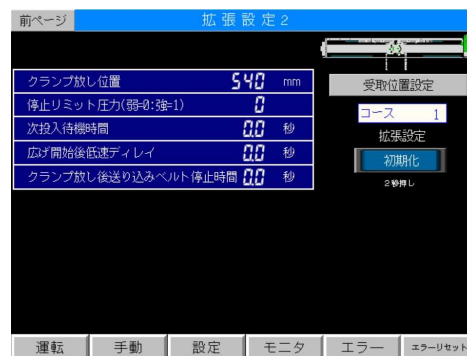 前ページ
拡張設定2
クランプ放し位置 540 mm
停止リミット圧力(弱=0:強=1) 0
次投入待機時間 0.0 秒
広げ開始後低速ディレイ 0.0 秒
クランプ放し後送り込みベルト停止時間 0.0 秒
受取位置設定
コース 1
拡張設定
初期化
2秒押し
運転 手動 設定 モニタ エラー エラーリセット